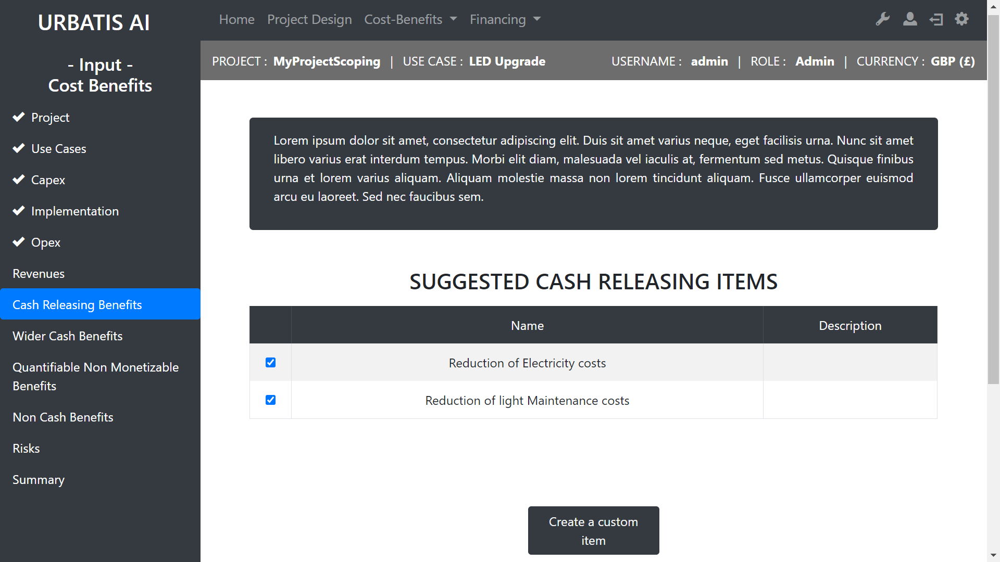 URBATIS AI
Home Project Design Cost-Benefits Financing
- Input -
Cost Benefits
PROJECT : MyProjectScoping | USE CASE : LED Upgrade
USERNAME : admin | ROLE : Admin | CURRENCY : GBP (£)
Project
Use Cases
Capex
Implementation
Opex
Revenues
Cash Releasing Benefits
Wider Cash Benefits
Quantifiable Non Monetizable
Benefits
Non Cash Benefits
Risks
Summary
Lorem ipsum dolor sit amet, consectetur adipiscing elit. Duis sit amet varius neque, eget facilisis urna. Nunc sit amet
libero varius erat interdum tempus. Morbi elit diam, malesuada vel iaculis at, fermentum sed metus. Quisque finibus
urna et lorem varius aliquam. Aliquam molestie massa non lorem tincidunt aliquam. Fusce ullamcorper euismod
arcu eu laoreet. Sed nec faucibus sem.
SUGGESTED CASH RELEASING ITEMS
Name Description
Reduction of Electricity costs
Reduction of light Maintenance costs
Create a custom
item